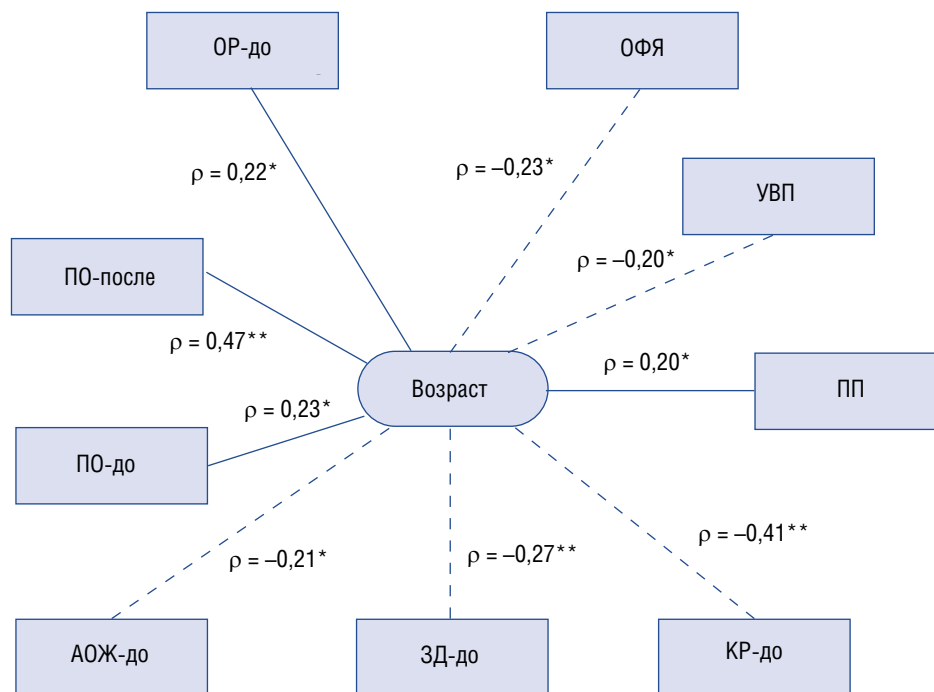 ОР-до
ОФЯ
ρ = 0,22*
ρ = –0,23*
УВП
ПО-после
ρ = –0,20*
ρ = 0,47**
Возраст
ρ = 0,20*
ПП
ρ = 0,23*
ПО-до
ρ = –0,21*
ρ = –0,27**
ρ = –0,41**
АОЖ-до
ЗД-до
КР-до